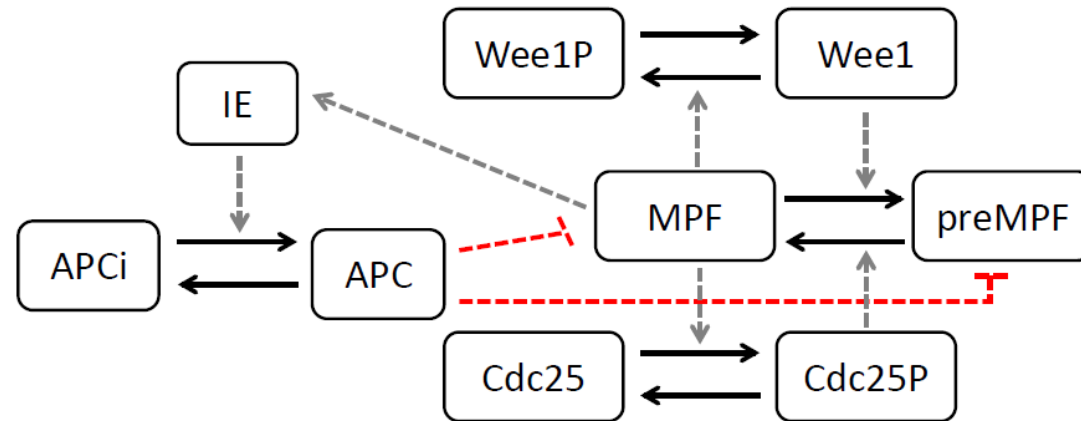 Wee1P
Wee1
IE
MPF
preMPF
APCi
APC
Cdc25
Cdc25P